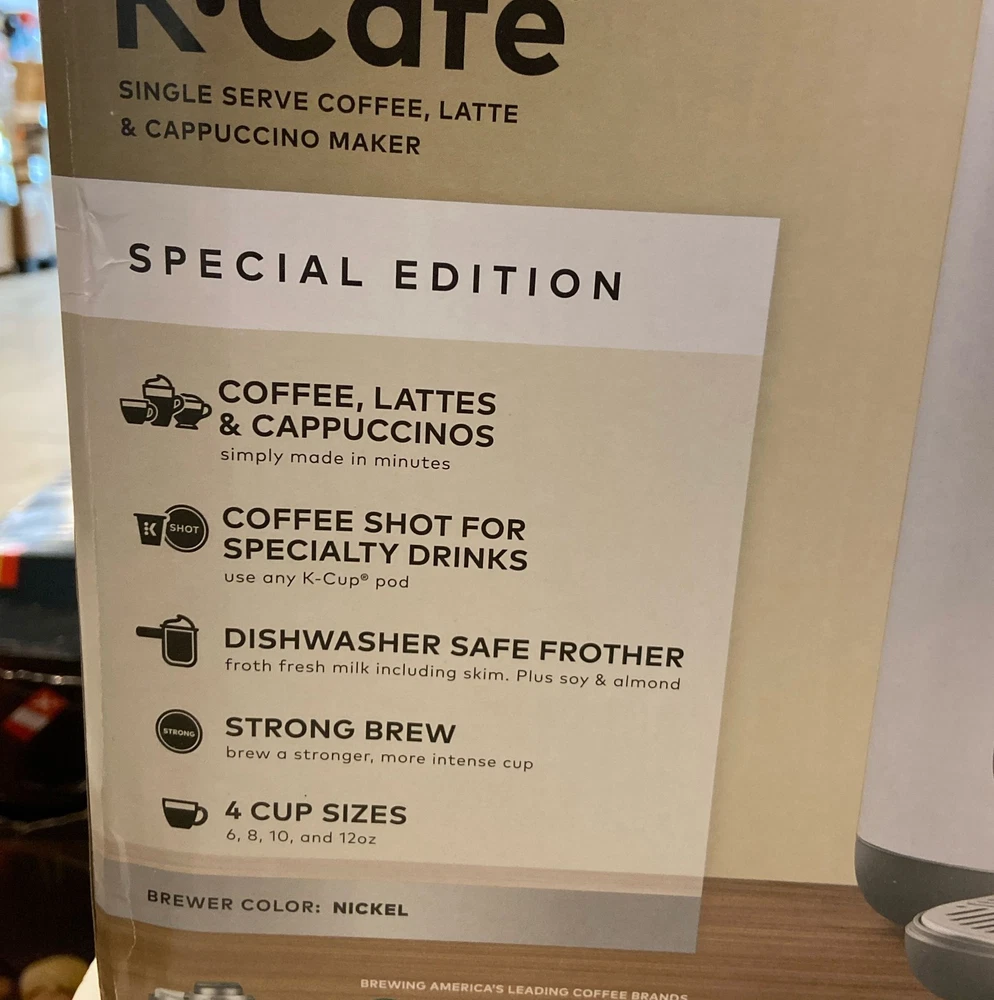 K•Café
SINGLE SERVE COFFEE, LATTE
& CAPPUCCINO MAKER
SPECIAL EDITION
COFFEE, LATTES
& CAPPUCCINOS
simply made in minutes
SHOT
COFFEE SHOT FOR
SPECIALTY DRINKS
use any K-Cup® pod
DISHWASHER SAFE FROTHER
froth fresh milk including skim. Plus soy & almond
STRONG
STRONG BREW
brew a stronger, more intense cup
4 CUP SIZES
6, 8, 10, and 12oz
BREWER COLOR: NICKEL
BREWING AMERICA'S LEADING COFFEE BRANDS